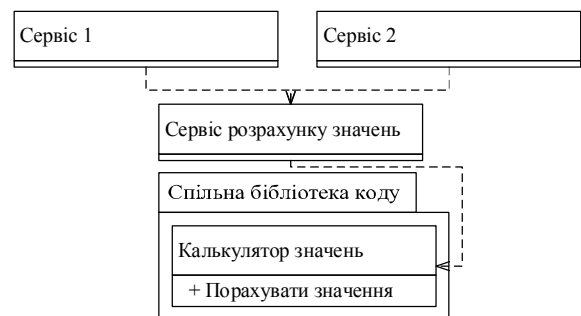 Сервіс 1
Сервіс 2
Сервіс розрахунку значень
Спільна бібліотека коду
Калькулятор значень
+ Порахувати значення